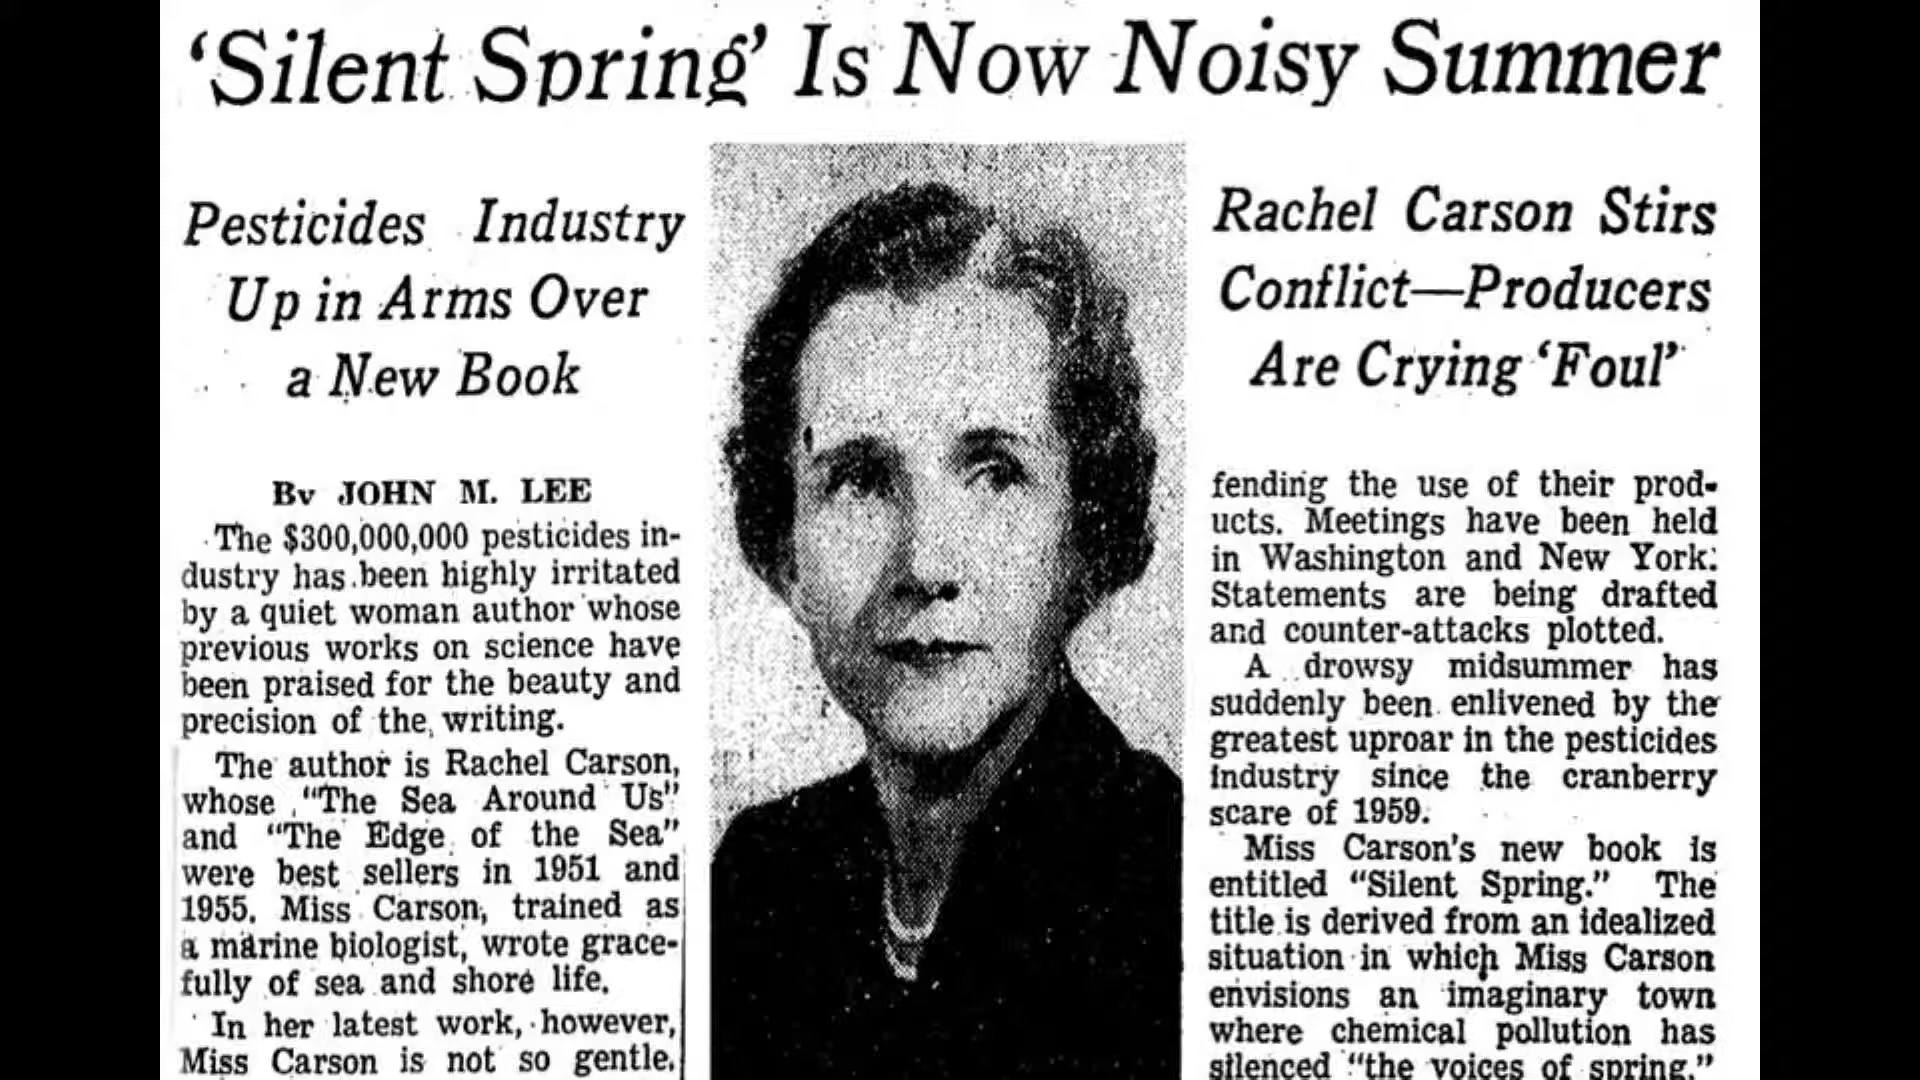 ‘Silent Spring’ Is Now Noisy Summer
Pesticides Industry
Up in Arms Over
a New Book
Rachel Carson Stirs
Conflict—Producers
Are Crying ‘Foul’
By JOHN M. LEE
The $300,000,000 pesticides in-
dustry has been highly irritated
by a quiet woman author whose
previous works on science have
been praised for the beauty and
precision of the writing.
The author is Rachel Carson,
whose “The Sea Around Us”
and “The Edge of the Sea”
were best sellers in 1951 and
1955. Miss Carson, trained as
a marine biologist, wrote grace-
fully of sea and shore life.
In her latest work, however,
Miss Carson is not so gentle.
fending the use of their prod-
ucts. Meetings have been held
in Washington and New York.
Statements are being drafted
and counter-attacks plotted.
A drowsy midsummer has
suddenly been enlivened by the
greatest uproar in the pesticides
industry since the cranberry
scare of 1959.
Miss Carson's new book is
entitled “Silent Spring.” The
title is derived from an idealized
situation in which Miss Carson
envisions an imaginary town
where chemical pollution has
silenced “the voices of spring.”